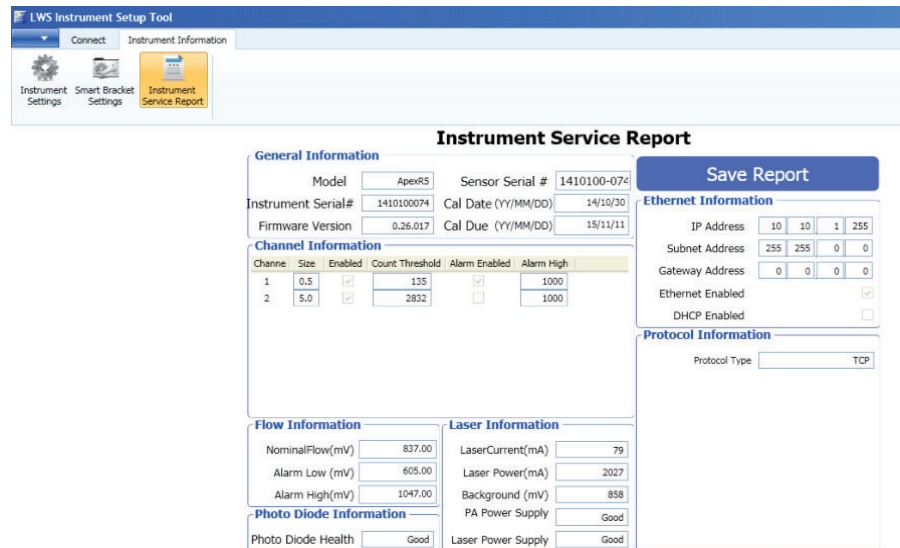 LWS Instrument Setup Tool
Connect Instrument Information
Instrument Settings
Smart Bracket Settings
Instrument Service Report
Instrument Service Report
General Information
Model ApexR5 Sensor Serial # 1410100-074
Instrument Serial# 1410100074 Cal Date (YY/MM/DD) 14/10/30
Firmware Version 0.26.017 Cal Due (YY/MM/DD) 15/11/11
Channel Information
Channe Size Enabled Count Threshold Alarm Enabled Alarm High
1 0.5 135 1000
2 5.0 2832 1000
Flow Information
NominalFlow(mV) 837.00
Alarm Low (mV) 605.00
Alarm High(mV) 1047.00
Photo Diode Information
Photo Diode Health Good
Laser Information
LaserCurrent(mA) 79
Laser Power(mA) 2027
Background (mV) 858
PA Power Supply Good
Laser Power Supply Good
Save Report
Ethernet Information
IP Address 10 10 1 255
Subnet Address 255 255 0 0
Gateway Address 0 0 0 0
Ethernet Enabled
DHCP Enabled
Protocol Information
Protocol Type TCP